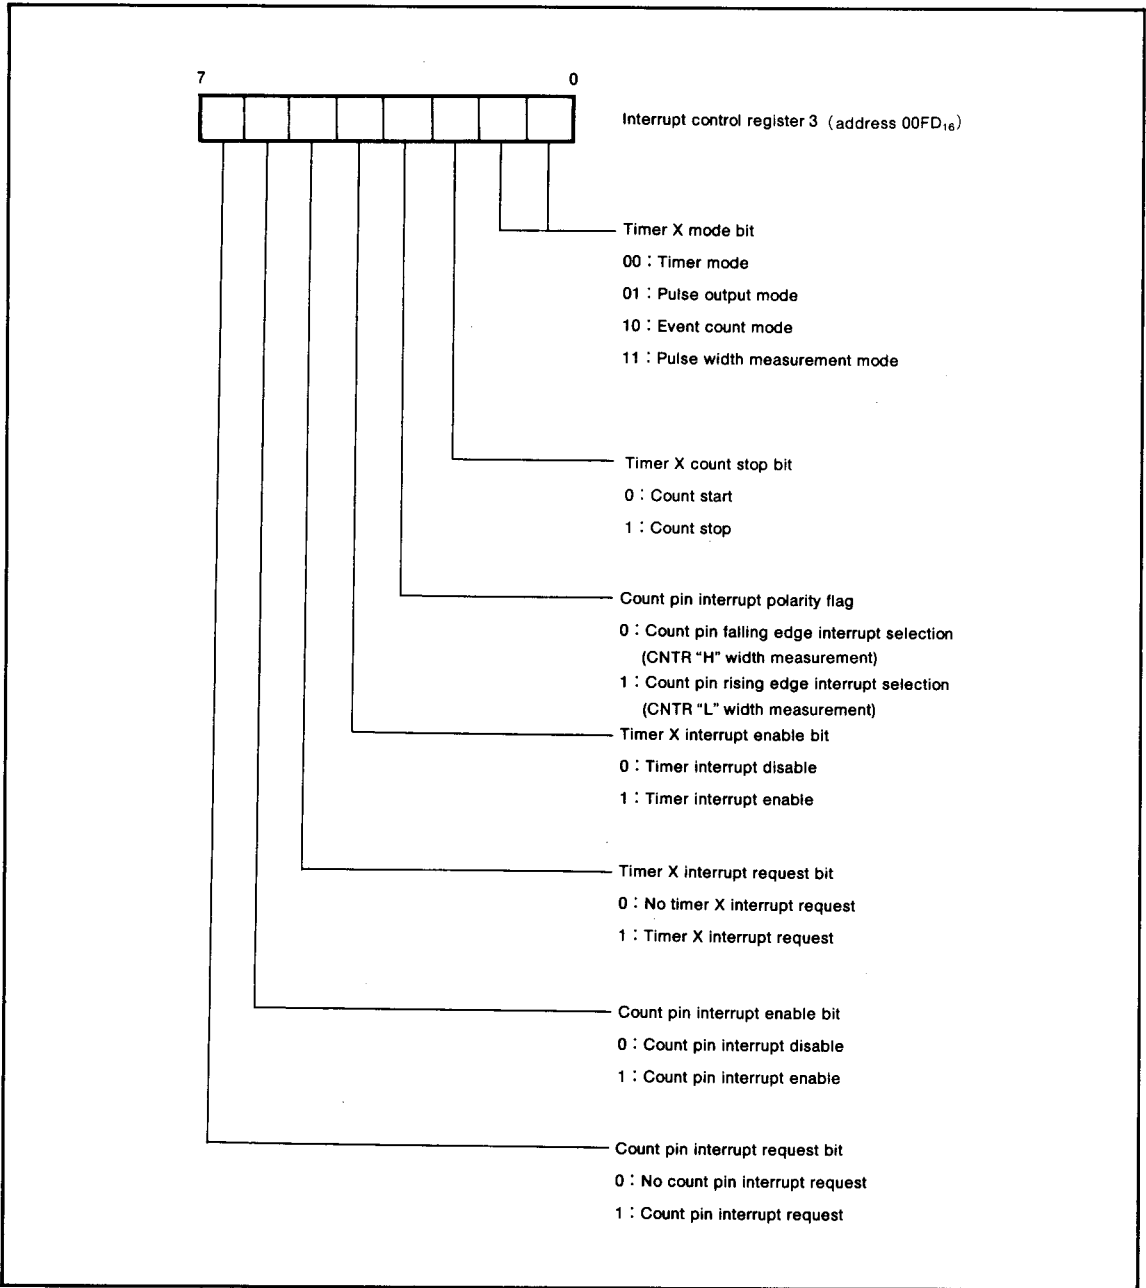 7 0
Interrupt control register 3 (address 00FD₁₆)
Timer X mode bit
00 : Timer mode
01 : Pulse output mode
10 : Event count mode
11 : Pulse width measurement mode
Timer X count stop bit
0 : Count start
1 : Count stop
Count pin interrupt polarity flag
0 : Count pin falling edge interrupt selection
(CNTR "H" width measurement)
1 : Count pin rising edge interrupt selection
(CNTR "L" width measurement)
Timer X interrupt enable bit
0 : Timer interrupt disable
1 : Timer interrupt enable
Timer X interrupt request bit
0 : No timer X interrupt request
1 : Timer X interrupt request
Count pin interrupt enable bit
0 : Count pin interrupt disable
1 : Count pin interrupt enable
Count pin interrupt request bit
0 : No count pin interrupt request
1 : Count pin interrupt request